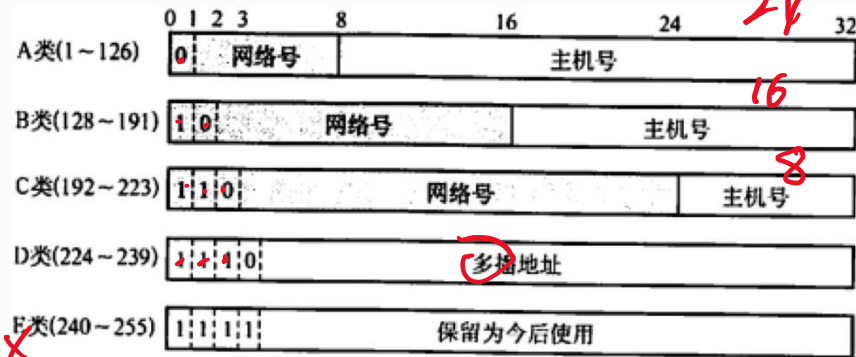 0 1 2 3 8 16 24 32
24
A类(1~126) 0 网络号 主机号
16
B类(128~191) 1 0 网络号 主机号
8
C类(192~223) 1 1 0 网络号 主机号
D类(224~239) 1 1 1 0 多播地址
E类(240~255) 1 1 1 1 保留为今后使用